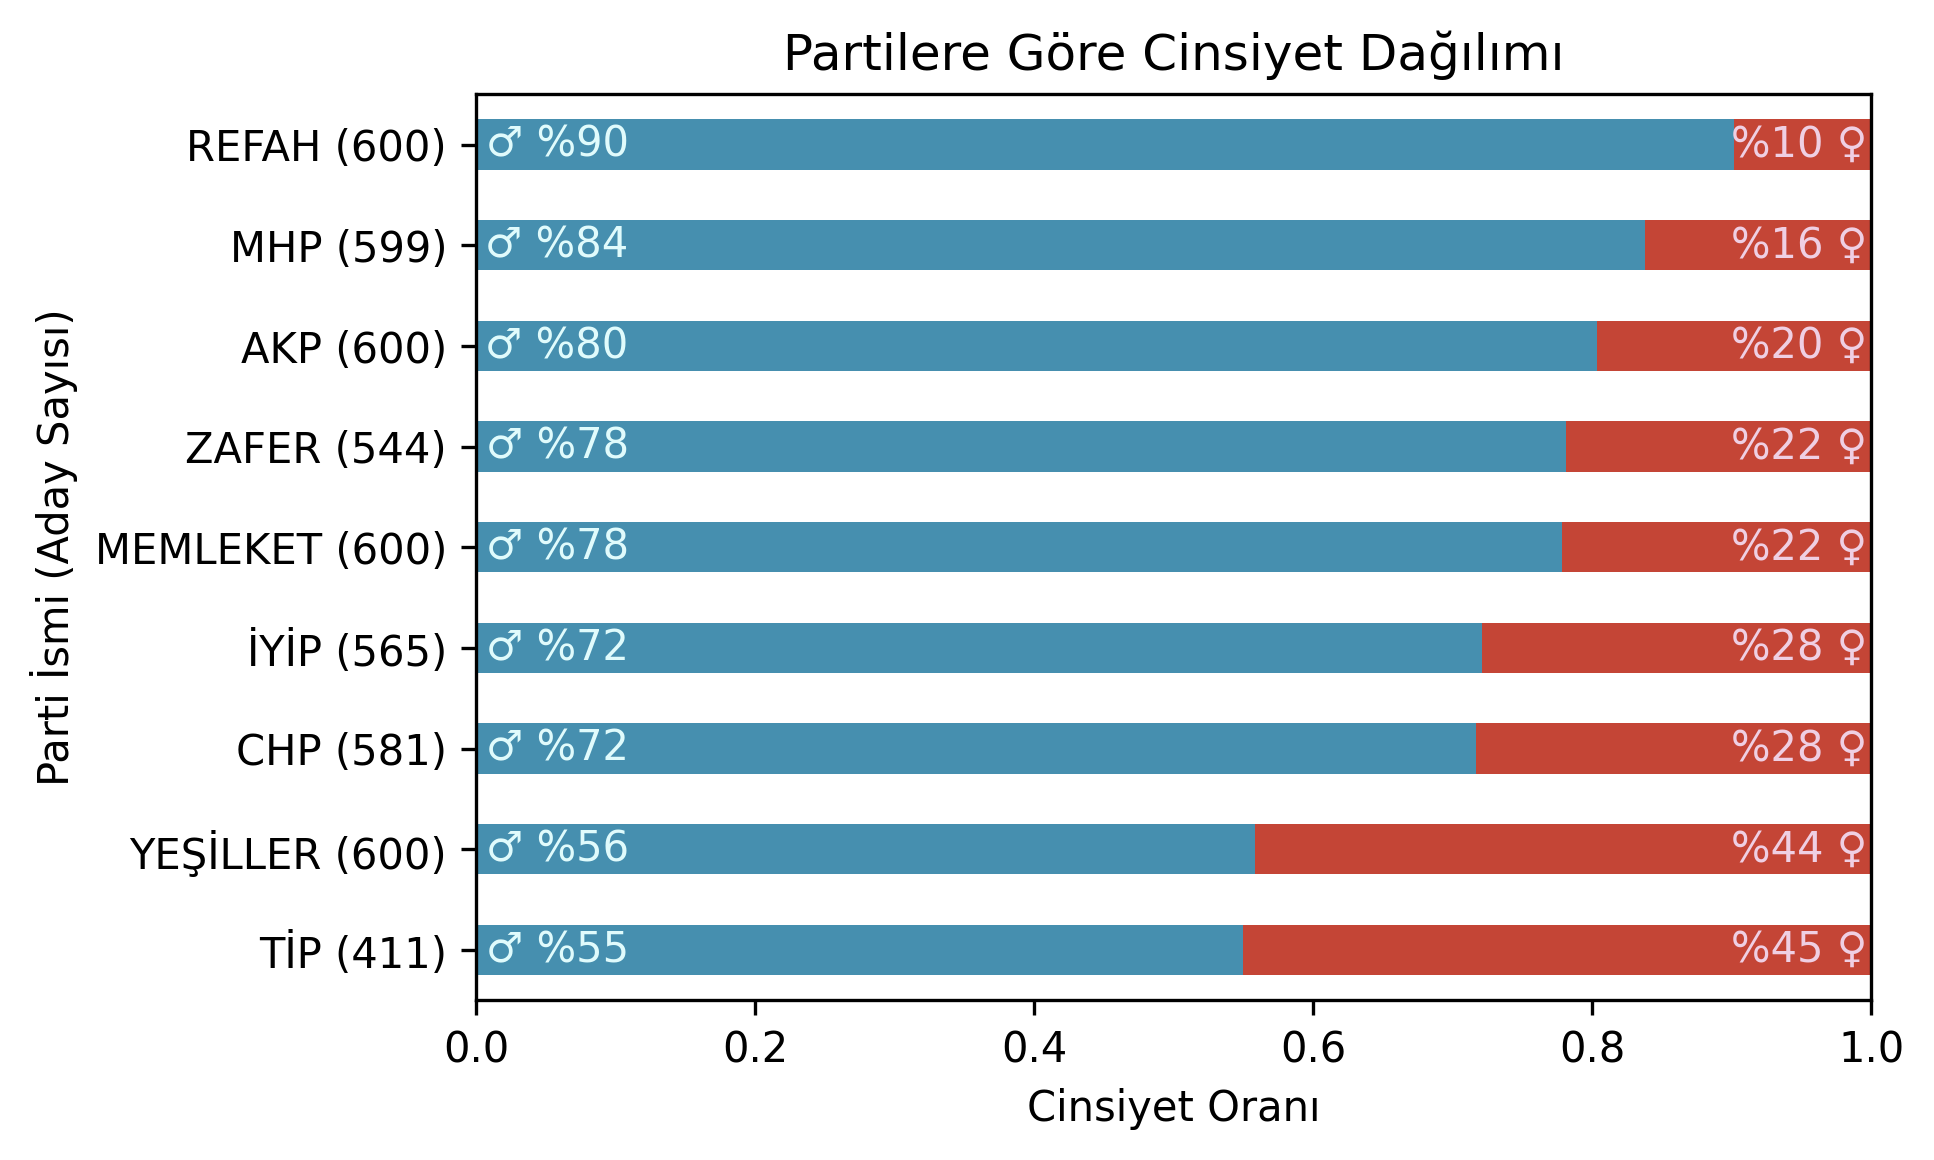 Partilere Göre Cinsiyet Dağılımı
Parti İsmi (Aday Sayısı)
REFAH (600) ♂ %90 %10 ♀
MHP (599) ♂ %84 %16 ♀
AKP (600) ♂ %80 %20 ♀
ZAFER (544) ♂ %78 %22 ♀
MEMLEKET (600) ♂ %78 %22 ♀
İYİP (565) ♂ %72 %28 ♀
CHP (581) ♂ %72 %28 ♀
YEŞİLLER (600) ♂ %56 %44 ♀
TİP (411) ♂ %55 %45 ♀
0.0 0.2 0.4 0.6 0.8 1.0
Cinsiyet Oranı